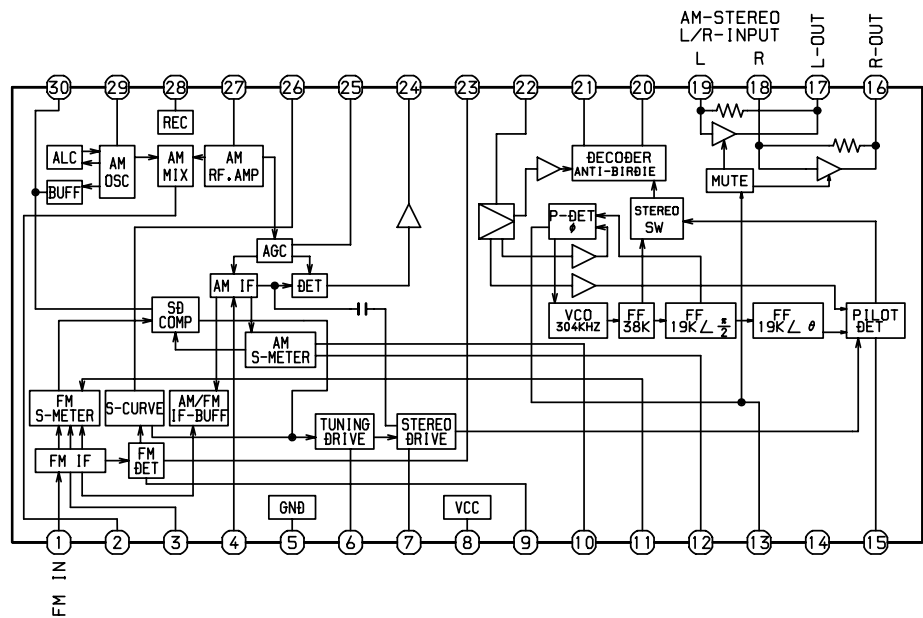 AM-STEREO
L/R-INPUT
L R L-OUT R-OUT
30 29 28 27 26 25 24 23 22 21 20 19 18 17 16
REC
ALC
AM
OSC
AM
MIX
AM
RF.AMP
BUFF
DECODER
ANTI-BIRDIE
MUTE
P-DET
ϕ
STEREO
SW
AGC
AM IF
DET
SD
COMP
AM
S-METER
VCO
304KHZ
FF
38K
FF
19K∠ π/2
FF
19K∠ θ
PILOT
DET
FM
S-METER
S-CURVE
AM/FM
IF-BUFF
TUNING
DRIVE
STEREO
DRIVE
FM IF
FM
DET
GND
VCC
1 2 3 4 5 6 7 8 9 10 11 12 13 14 15
FM IN